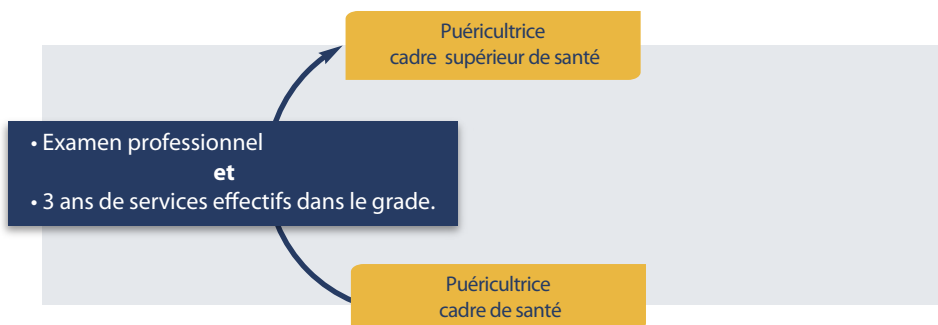 Puéricultrice
cadre supérieur de santé
• Examen professionnel
et
• 3 ans de services effectifs dans le grade.
Puéricultrice
cadre de santé